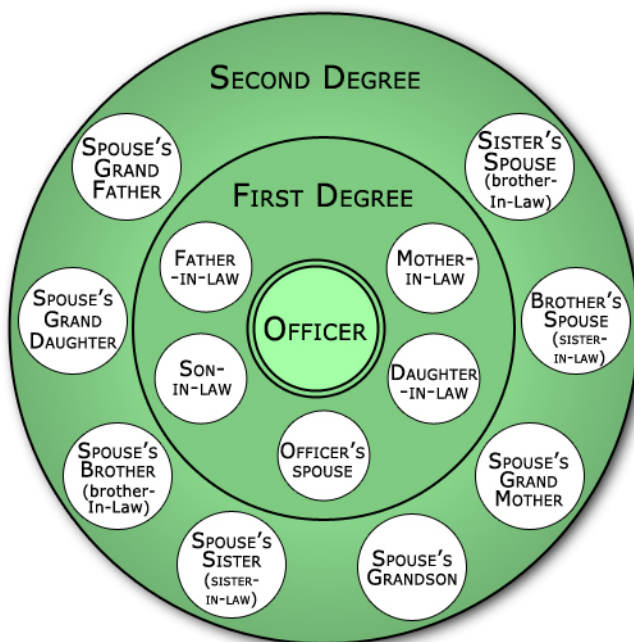 SECOND DEGREE
SPOUSE'S
GRAND
FATHER
SISTER'S
SPOUSE
(brother-
In-Law)
FIRST DEGREE
FATHER
-IN-LAW
MOTHER-
IN-LAW
SPOUSE'S
GRAND
DAUGHTER
OFFICER
BROTHER'S
SPOUSE
(SISTER-
IN-LAW)
SON-
IN-LAW
DAUGHTER
-IN-LAW
SPOUSE'S
BROTHER
(brother-
In-Law)
OFFICER'S
SPOUSE
SPOUSE'S
GRAND
MOTHER
SPOUSE'S
SISTER
(SISTER-
IN-LAW)
SPOUSE'S
GRANDSON